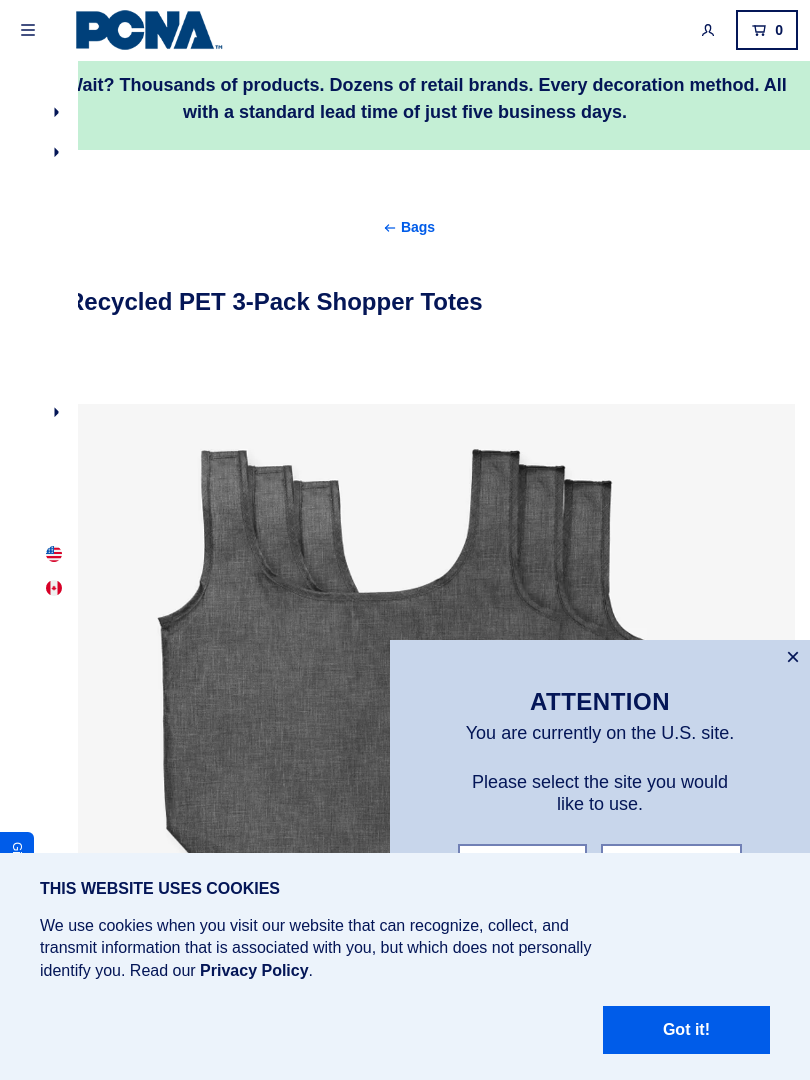 PCNA™
0
Wait? Thousands of products. Dozens of retail brands. Every decoration method. All
with a standard lead time of just five business days.
← Bags
Recycled PET 3-Pack Shopper Totes
ATTENTION
You are currently on the U.S. site.
Please select the site you would
like to use.
THIS WEBSITE USES COOKIES
We use cookies when you visit our website that can recognize, collect, and
transmit information that is associated with you, but which does not personally
identify you. Read our Privacy Policy.
Got it!